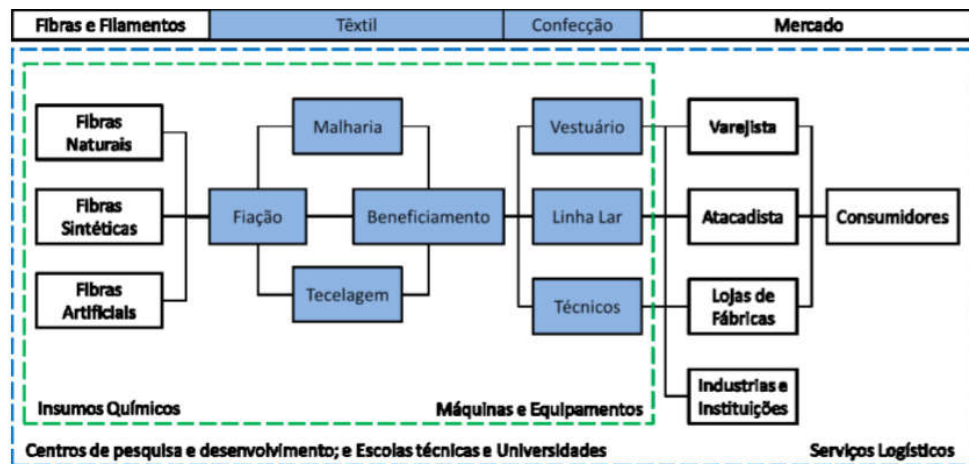 Fibras e Filamentos
Têxtil
Confecção
Mercado
Fibras
Naturais
Malharia
Vestuário
Varejista
Fibras
Sintéticas
Fiação
Beneficiamento
Linha Lar
Atacadista
Consumidores
Fibras
Artificiais
Tecelagem
Técnicos
Lojas de
Fábricas
Industrias e
Instituições
Insumos Químicos
Máquinas e Equipamentos
Centros de pesquisa e desenvolvimento; e Escolas técnicas e Universidades
Serviços Logísticos